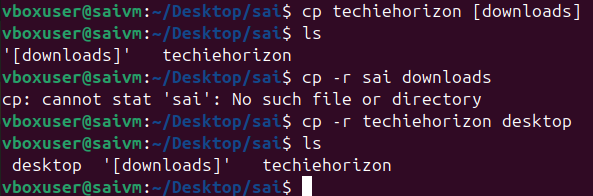 vboxuser@saivm:~/Desktop/sai$ cp techiehorizon [downloads]
vboxuser@saivm:~/Desktop/sai$ ls
'[downloads]'   techiehorizon
vboxuser@saivm:~/Desktop/sai$ cp -r sai downloads
cp: cannot stat 'sai': No such file or directory
vboxuser@saivm:~/Desktop/sai$ cp -r techiehorizon desktop
vboxuser@saivm:~/Desktop/sai$ ls
 desktop  '[downloads]'   techiehorizon
vboxuser@saivm:~/Desktop/sai$